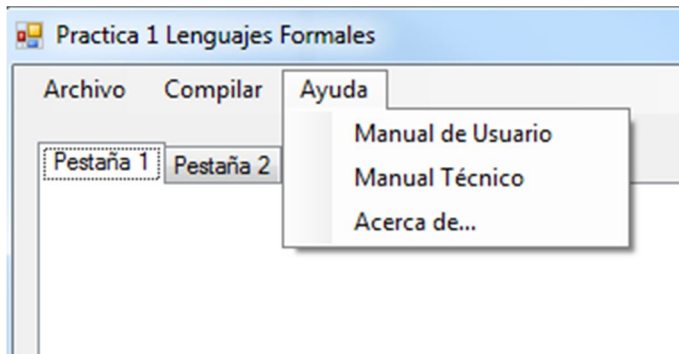 Practica 1 Lenguajes Formales
Archivo Compilar Ayuda
Manual de Usuario
Pestaña 1 Pestaña 2
Manual Técnico
Acerca de...